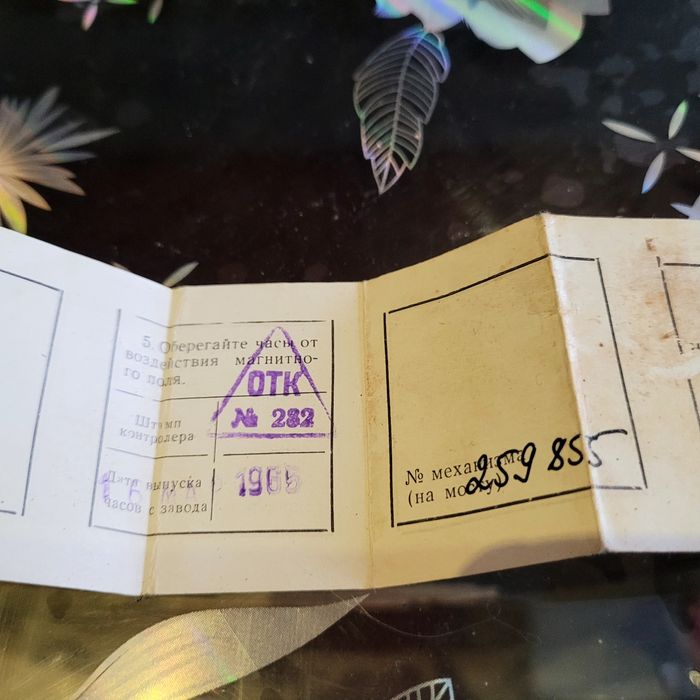 5. Оберегайте часы от
воздействия магнитно-
го поля.
ОТК
№ 282
Штамп
контролера
Дата выпуска
часов с завода
№ механизма
(на мосту)
259 855